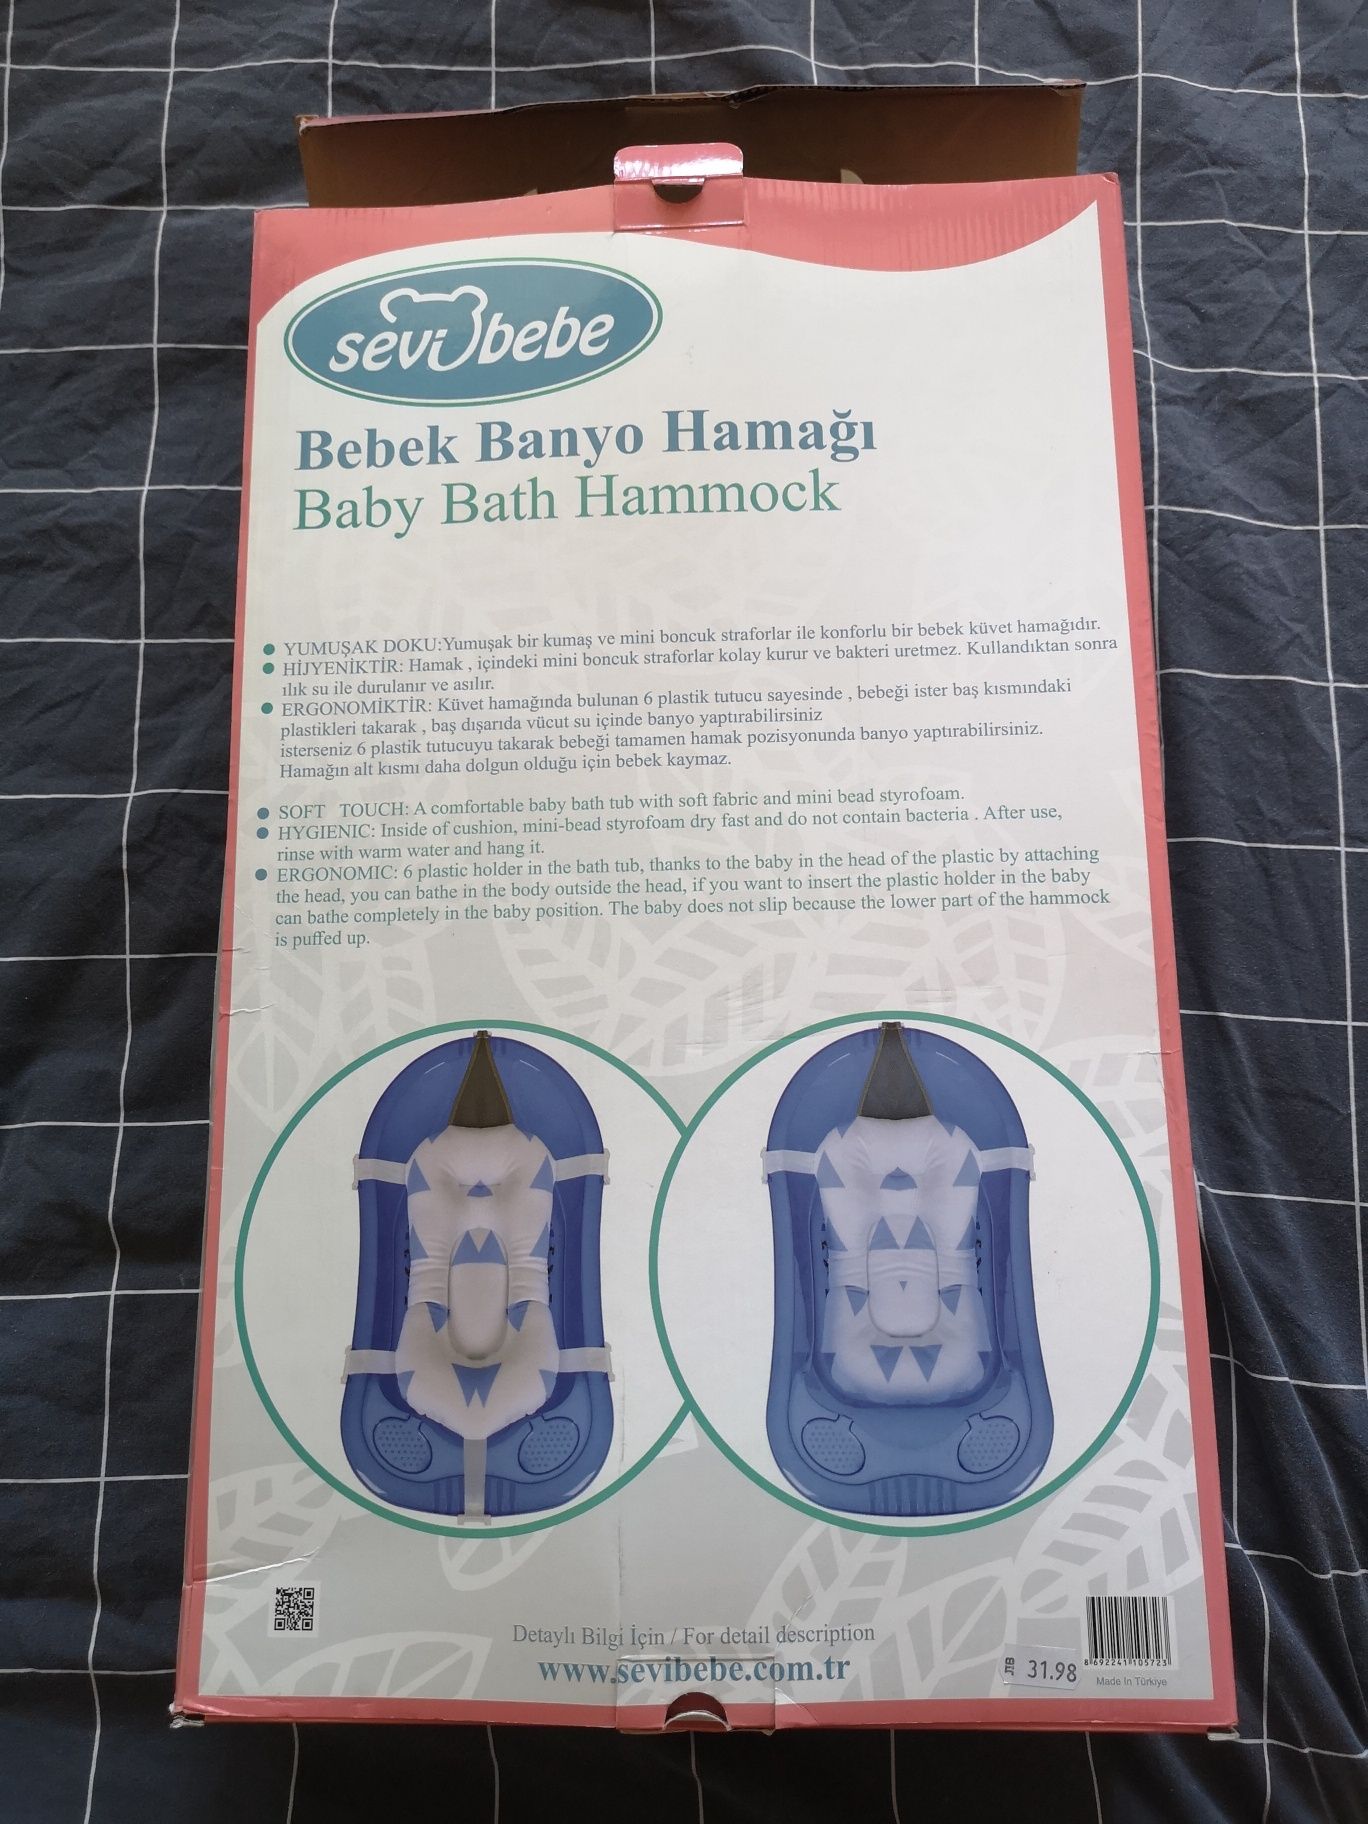 sevi bebe
Bebek Banyo Hamağı
Baby Bath Hammock
YUMUŞAK DOKU:Yumuşak bir kumaş ve mini boncuk straforlar ile konforlu bir bebek küvet hamağıdır.
HİJYENİKTİR: Hamak , içindeki mini boncuk straforlar kolay kurur ve bakteri uretmez. Kullandıktan sonra
ılık su ile durulanır ve asılır.
ERGONOMİKTİR: Küvet hamağında bulunan 6 plastik tutucu sayesinde , bebeği ister baş kısmındaki
plastikleri takarak , baş dışarıda vücut su içinde banyo yaptırabilirsiniz
isterseniz 6 plastik tutucuyu takarak bebeği tamamen hamak pozisyonunda banyo yaptırabilirsiniz.
Hamağın alt kısmı daha dolgun olduğu için bebek kaymaz.
SOFT TOUCH: A comfortable baby bath tub with soft fabric and mini bead styrofoam.
HYGIENIC: Inside of cushion, mini-bead styrofoam dry fast and do not contain bacteria . After use,
rinse with warm water and hang it.
ERGONOMIC: 6 plastic holder in the bath tub, thanks to the baby in the head of the plastic by attaching
the head, you can bathe in the body outside the head, if you want to insert the plastic holder in the baby
can bathe completely in the baby position. The baby does not slip because the lower part of the hammock
is puffed up.
Detaylı Bilgi İçin / For detail description
www.sevibebe.com.tr
ЛВ 31.98
8 692241 105723
Made In Türkiye